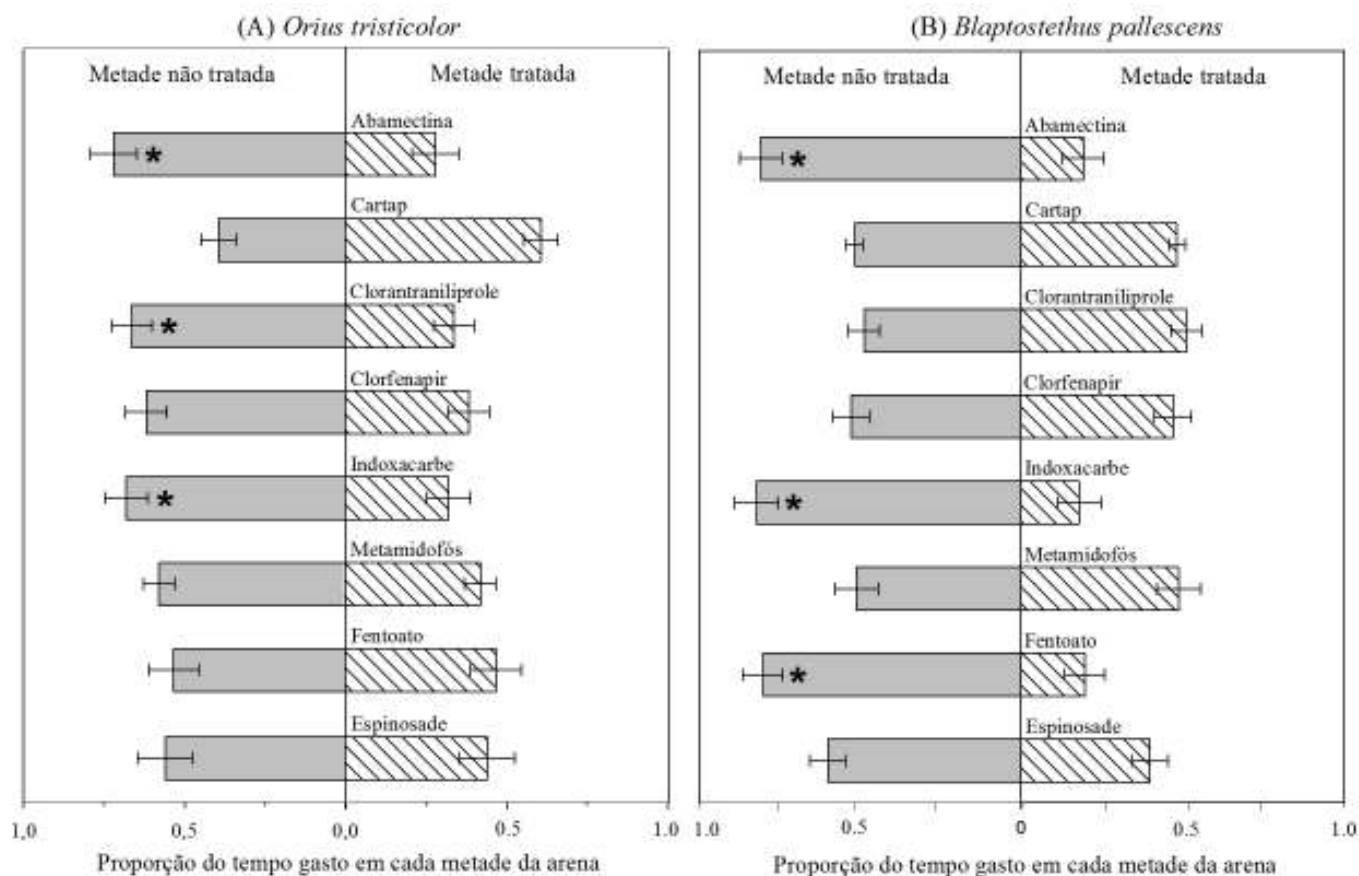 (A) Orius tristicolor
Metade não tratada
Metade tratada
Abamectina
*
Cartap
Clorantraniliprole
*
Clorfenapir
Indoxacarbe
*
Metamidofós
Fentoato
Espinosade
1.0 0,5 0,0 0.5 1.0
Proporção do tempo gasto em cada metade da arena
(B) Blaptostethus pallescens
Metade não tratada
Metade tratada
Abamectina
*
Cartap
Clorantraniliprole
Clorfenapir
Indoxacarbe
*
Metamidofós
Fentoato
*
Espinosade
1.0 0.5 0 0.5 1.0
Proporção do tempo gasto em cada metade da arena